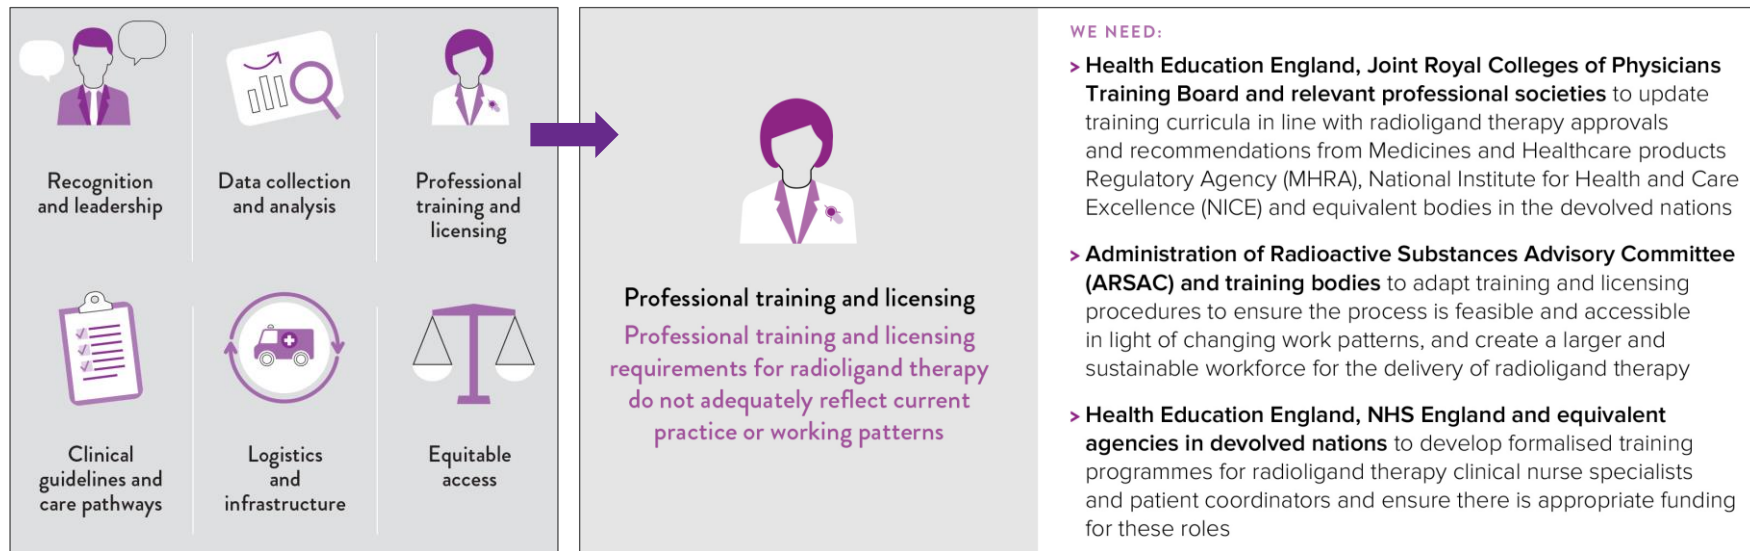 Recognition
and leadership
Data collection
and analysis
Professional
training and
licensing
Clinical
guidelines and
care pathways
Logistics
and
infrastructure
Equitable
access
Professional training and licensing
Professional training and licensing
requirements for radioligand therapy
do not adequately reflect current
practice or working patterns
WE NEED:
> Health Education England, Joint Royal Colleges of Physicians
Training Board and relevant professional societies to update
training curricula in line with radioligand therapy approvals
and recommendations from Medicines and Healthcare products
Regulatory Agency (MHRA), National Institute for Health and Care
Excellence (NICE) and equivalent bodies in the devolved nations
> Administration of Radioactive Substances Advisory Committee
(ARSAC) and training bodies to adapt training and licensing
procedures to ensure the process is feasible and accessible
in light of changing work patterns, and create a larger and
sustainable workforce for the delivery of radioligand therapy
> Health Education England, NHS England and equivalent
agencies in devolved nations to develop formalised training
programmes for radioligand therapy clinical nurse specialists
and patient coordinators and ensure there is appropriate funding
for these roles